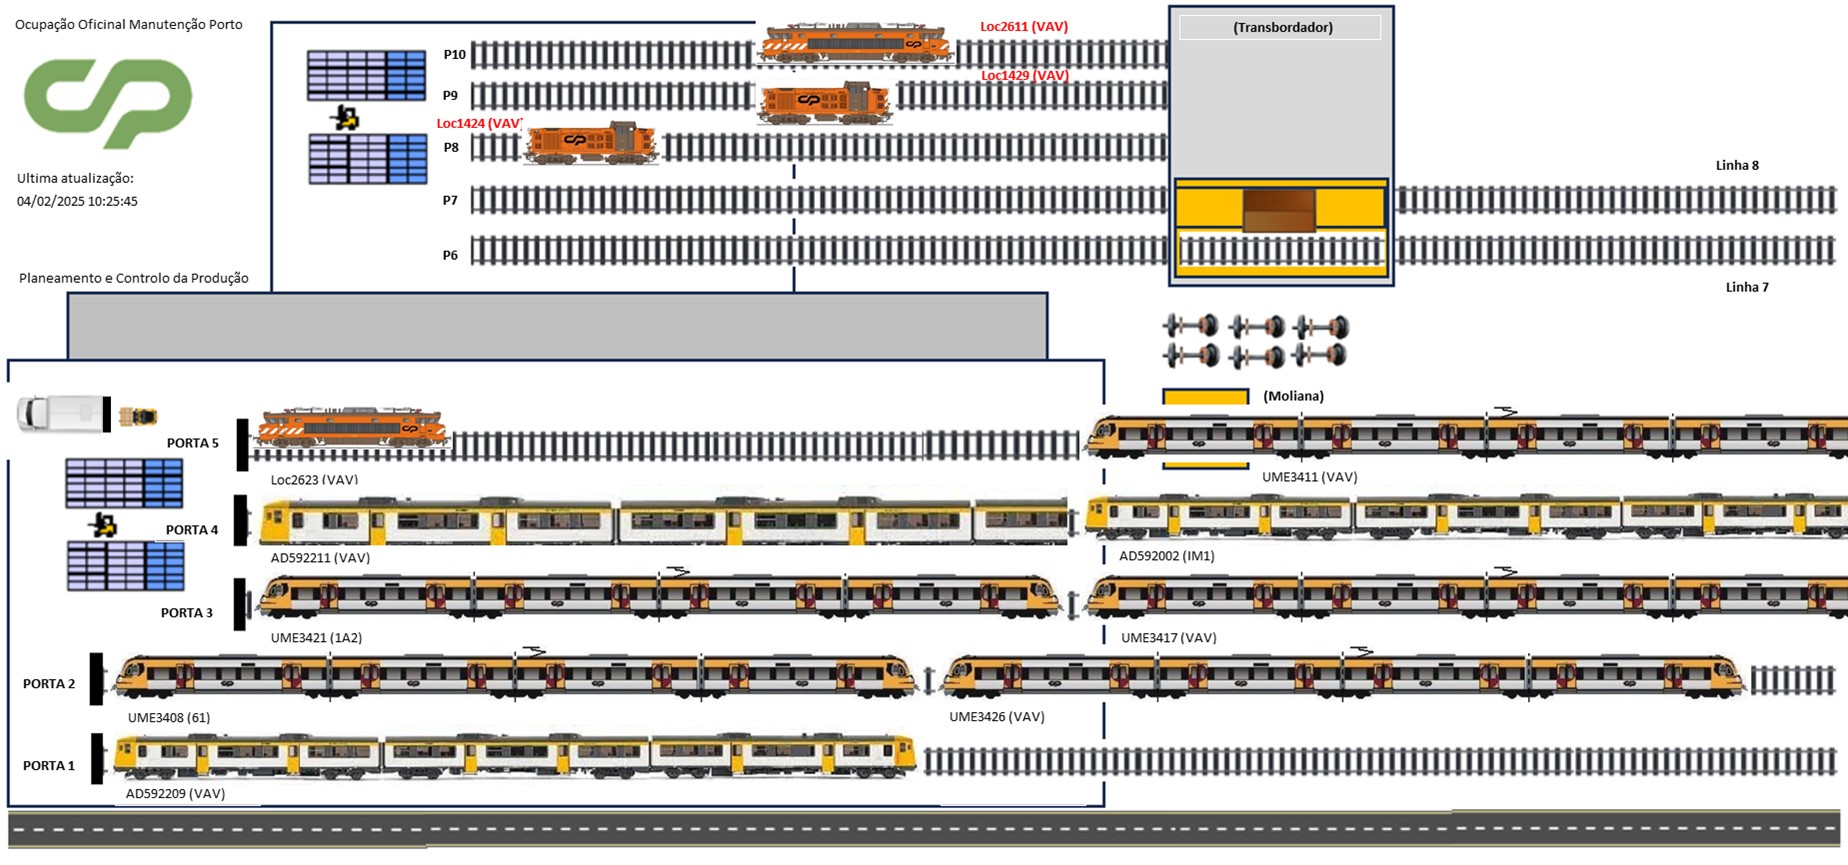 Ocupação Oficinal Manutenção Porto
Ultima atualização:
04/02/2025 10:25:45
Planeamento e Controlo da Produção
P10
Loc2611 (VAV)
P9
Loc1429 (VAV)
Loc1424 (VAV)
P8
P7
P6
(Transbordador)
Linha 8
Linha 7
(Moliana)
PORTA 5
Loc2623 (VAV)
UME3411 (VAV)
PORTA 4
AD592211 (VAV)
AD592002 (IM1)
PORTA 3
UME3421 (1A2)
UME3417 (VAV)
PORTA 2
UME3408 (61)
UME3426 (VAV)
PORTA 1
AD592209 (VAV)